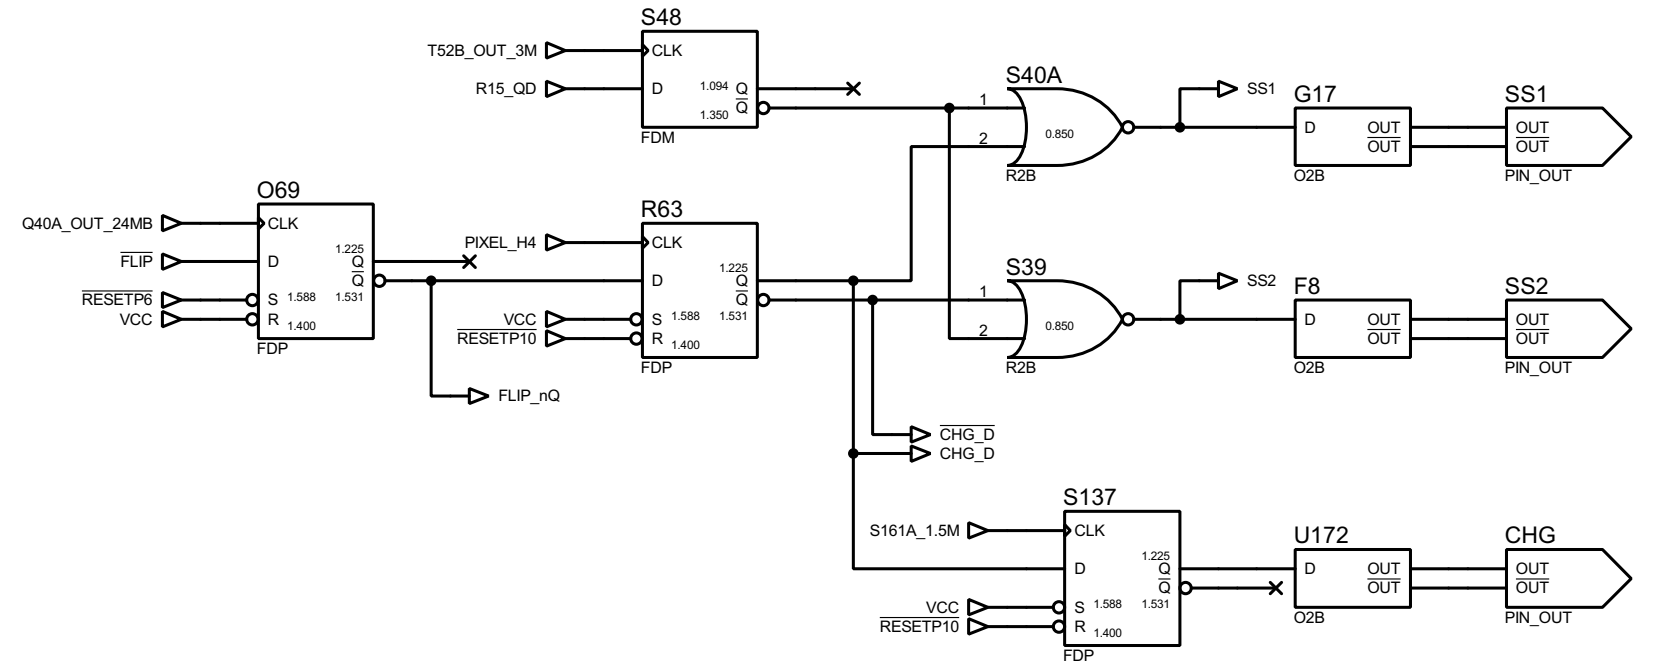 S48
T52B_OUT_3M
CLK
R15_QD
D
1.094 Q
Q
1.350
FDM
S40A
1
2
0.850
R2B
SS1
G17
D
OUT
OUT
O2B
SS1
OUT
OUT
PIN_OUT
O69
Q40A_OUT_24MB
CLK
FLIP
D
1.225
Q
Q
RESETP6
S 1.588
1.531
VCC
R
1.400
FDP
FLIP_nQ
R63
PIXEL_H4
CLK
D
1.225
Q
Q
VCC
S 1.588
1.531
RESETP10
R
1.400
FDP
S39
1
2
0.850
R2B
SS2
F8
D
OUT
OUT
O2B
SS2
OUT
OUT
PIN_OUT
CHG_D
CHG_D
S137
S161A_1.5M
CLK
D
1.225
Q
Q
VCC
S 1.588
1.531
RESETP10
R
1.400
FDP
U172
D
OUT
OUT
O2B
CHG
OUT
OUT
PIN_OUT